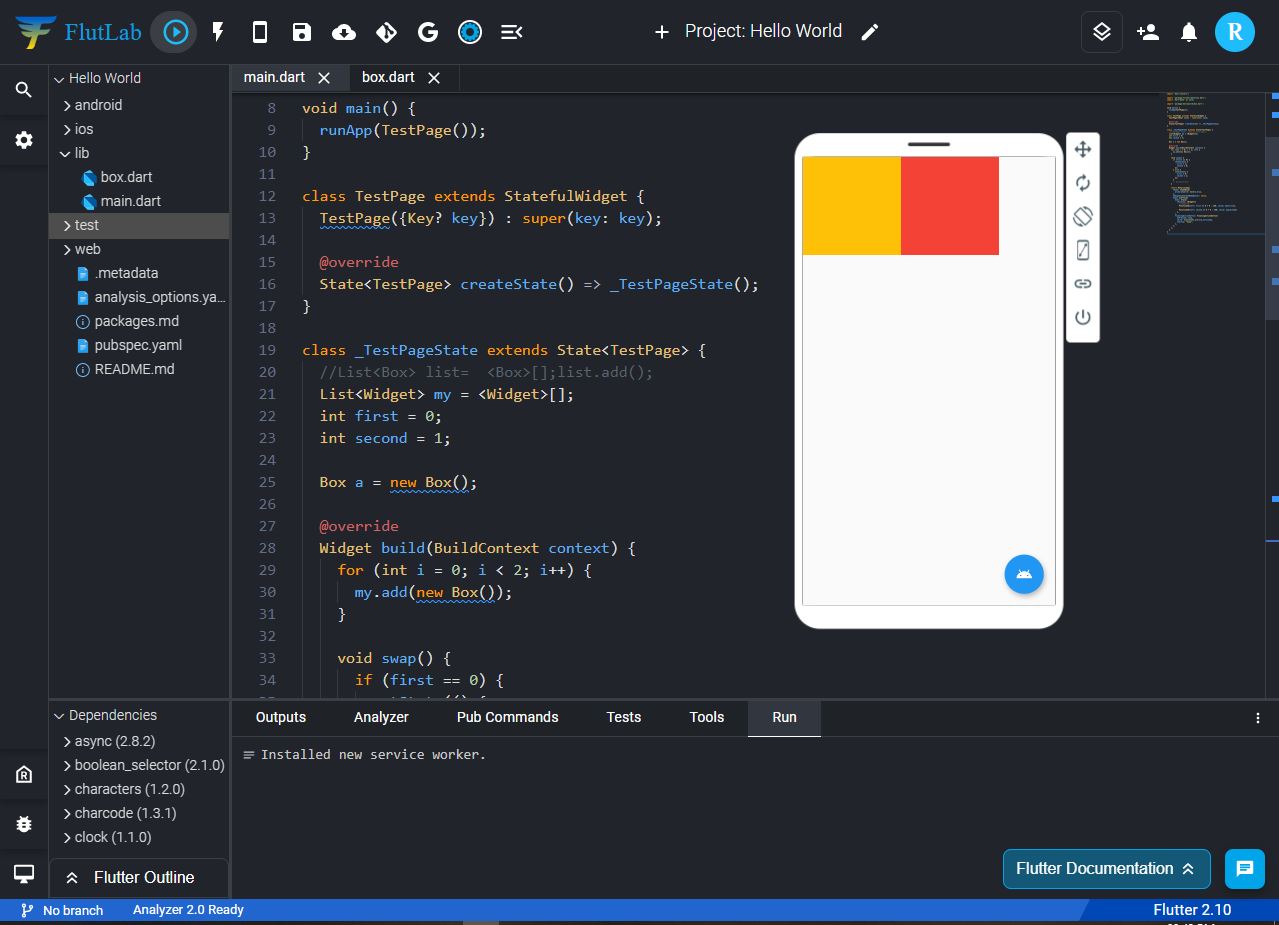 FlutLab
Project: Hello World
R
Hello World
android
ios
lib
box.dart
main.dart
test
web
.metadata
analysis_options.ya...
packages.md
pubspec.yaml
README.md
Dependencies
async (2.8.2)
boolean_selector (2.1.0)
characters (1.2.0)
charcode (1.3.1)
clock (1.1.0)
Flutter Outline
main.dart
box.dart
8 void main() {
9 runApp(TestPage());
10 }
11
12 class TestPage extends StatefulWidget {
13 TestPage({Key? key}) : super(key: key);
14
15 @override
16 State<TestPage> createState() => _TestPageState();
17 }
18
19 class _TestPageState extends State<TestPage> {
20 //List<Box> list=  <Box>[];list.add();
21 List<Widget> my = <Widget>[];
22 int first = 0;
23 int second = 1;
24
25 Box a = new Box();
26
27 @override
28 Widget build(BuildContext context) {
29 for (int i = 0; i < 2; i++) {
30 my.add(new Box());
31 }
32
33 void swap() {
34 if (first == 0) {
Outputs Analyzer Pub Commands Tests Tools Run
Installed new service worker.
Flutter Documentation
No branch Analyzer 2.0 Ready Flutter 2.10